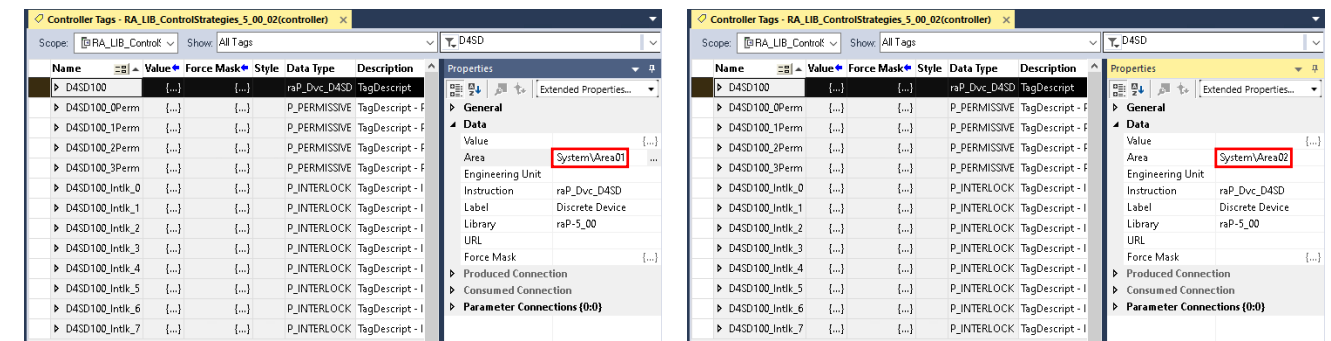 Controller Tags - RA_LIB_ControlStrategies_5_00_02(controller) ×
Scope: RA_LIB_Control: Show: All Tags D4SD
Name Value Force Mask Style Data Type Description Properties
D4SD100 {...} {...} raP_Dvc_D4SD TagDescript Extended Properties...
D4SD100_0Perm {...} {...} P_PERMISSIVE TagDescript - P General
D4SD100_1Perm {...} {...} P_PERMISSIVE TagDescript - P Data
Value {...}
D4SD100_2Perm {...} {...} P_PERMISSIVE TagDescript - P
Area System\Area01 ...
D4SD100_3Perm {...} {...} P_PERMISSIVE TagDescript - P
Engineering Unit
D4SD100_Intlk_0 {...} {...} P_INTERLOCK TagDescript - I Instruction raP_Dvc_D4SD
D4SD100_Intlk_1 {...} {...} P_INTERLOCK TagDescript - I Label Discrete Device
D4SD100_Intlk_2 {...} {...} P_INTERLOCK TagDescript - I Library raP-5_00
URL
D4SD100_Intlk_3 {...} {...} P_INTERLOCK TagDescript - I
Force Mask {...}
D4SD100_Intlk_4 {...} {...} P_INTERLOCK TagDescript - I Produced Connection
D4SD100_Intlk_5 {...} {...} P_INTERLOCK TagDescript - I Consumed Connection
D4SD100_Intlk_6 {...} {...} P_INTERLOCK TagDescript - I Parameter Connections {0:0}
D4SD100_Intlk_7 {...} {...} P_INTERLOCK TagDescript - I
Controller Tags - RA_LIB_ControlStrategies_5_00_02(controller) ×
Scope: RA_LIB_Control: Show: All Tags D4SD
Name Value Force Mask Style Data Type Description Properties
D4SD100 {...} {...} raP_Dvc_D4SD TagDescript Extended Properties...
D4SD100_0Perm {...} {...} P_PERMISSIVE TagDescript - P General
D4SD100_1Perm {...} {...} P_PERMISSIVE TagDescript - P Data
Value {...}
D4SD100_2Perm {...} {...} P_PERMISSIVE TagDescript - P
Area System\Area02
D4SD100_3Perm {...} {...} P_PERMISSIVE TagDescript - P
Engineering Unit
D4SD100_Intlk_0 {...} {...} P_INTERLOCK TagDescript - I Instruction raP_Dvc_D4SD
D4SD100_Intlk_1 {...} {...} P_INTERLOCK TagDescript - I Label Discrete Device
D4SD100_Intlk_2 {...} {...} P_INTERLOCK TagDescript - I Library raP-5_00
URL
D4SD100_Intlk_3 {...} {...} P_INTERLOCK TagDescript - I
Force Mask {...}
D4SD100_Intlk_4 {...} {...} P_INTERLOCK TagDescript - I Produced Connection
D4SD100_Intlk_5 {...} {...} P_INTERLOCK TagDescript - I Consumed Connection
D4SD100_Intlk_6 {...} {...} P_INTERLOCK TagDescript - I Parameter Connections {0:0}
D4SD100_Intlk_7 {...} {...} P_INTERLOCK TagDescript - I